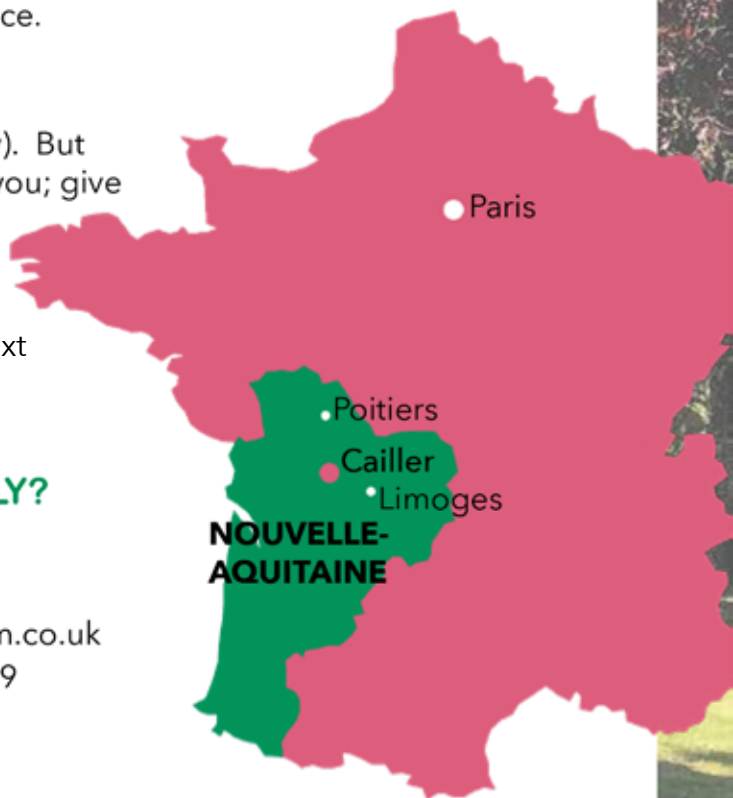 ce.
). But
you; give
xt
LY?
m.co.uk
9
Paris
Poitiers
Cailler
Limoges
NOUVELLE-
AQUITAINE